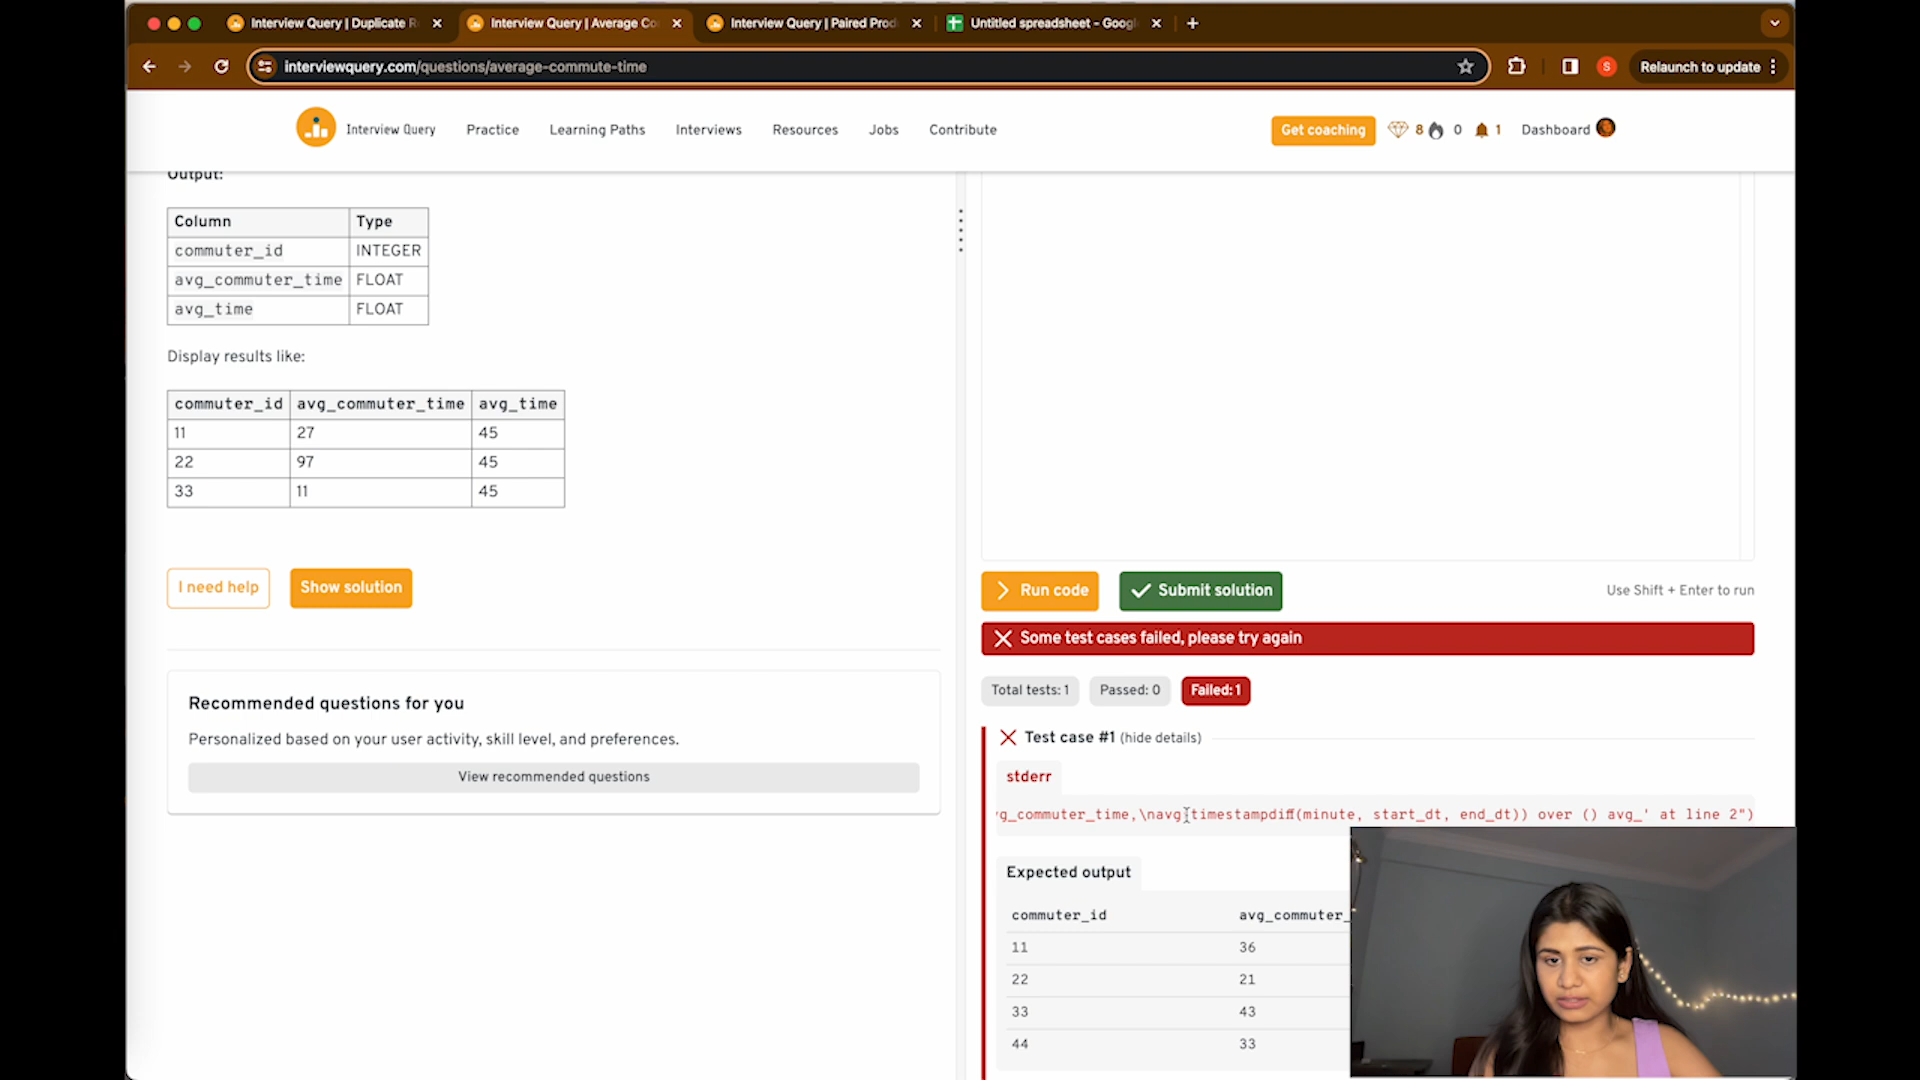 Interview Query | Duplicate R
Interview Query | Average Co
Interview Query | Paired Prod
Untitled spreadsheet - Goog
interviewquery.com/questions/average-commute-time
S
Relaunch to update
Interview Query
Practice
Learning Paths
Interviews
Resources
Jobs
Contribute
Get coaching
8
0
1
Dashboard
Output:
Column Type
commuter_id INTEGER
avg_commuter_time FLOAT
avg_time FLOAT
Display results like:
commuter_id avg_commuter_time avg_time
11 27 45
22 97 45
33 11 45
I need help
Show solution
Recommended questions for you
Personalized based on your user activity, skill level, and preferences.
View recommended questions
Run code
Submit solution
Use Shift + Enter to run
Some test cases failed, please try again
Total tests: 1
Passed: 0
Failed: 1
Test case #1 (hide details)
stderr
g_commuter_time,\navg(timestampdiff(minute, start_dt, end_dt)) over () avg_' at line 2")
Expected output
commuter_id avg_commuter_
11 36
22 21
33 43
44 33